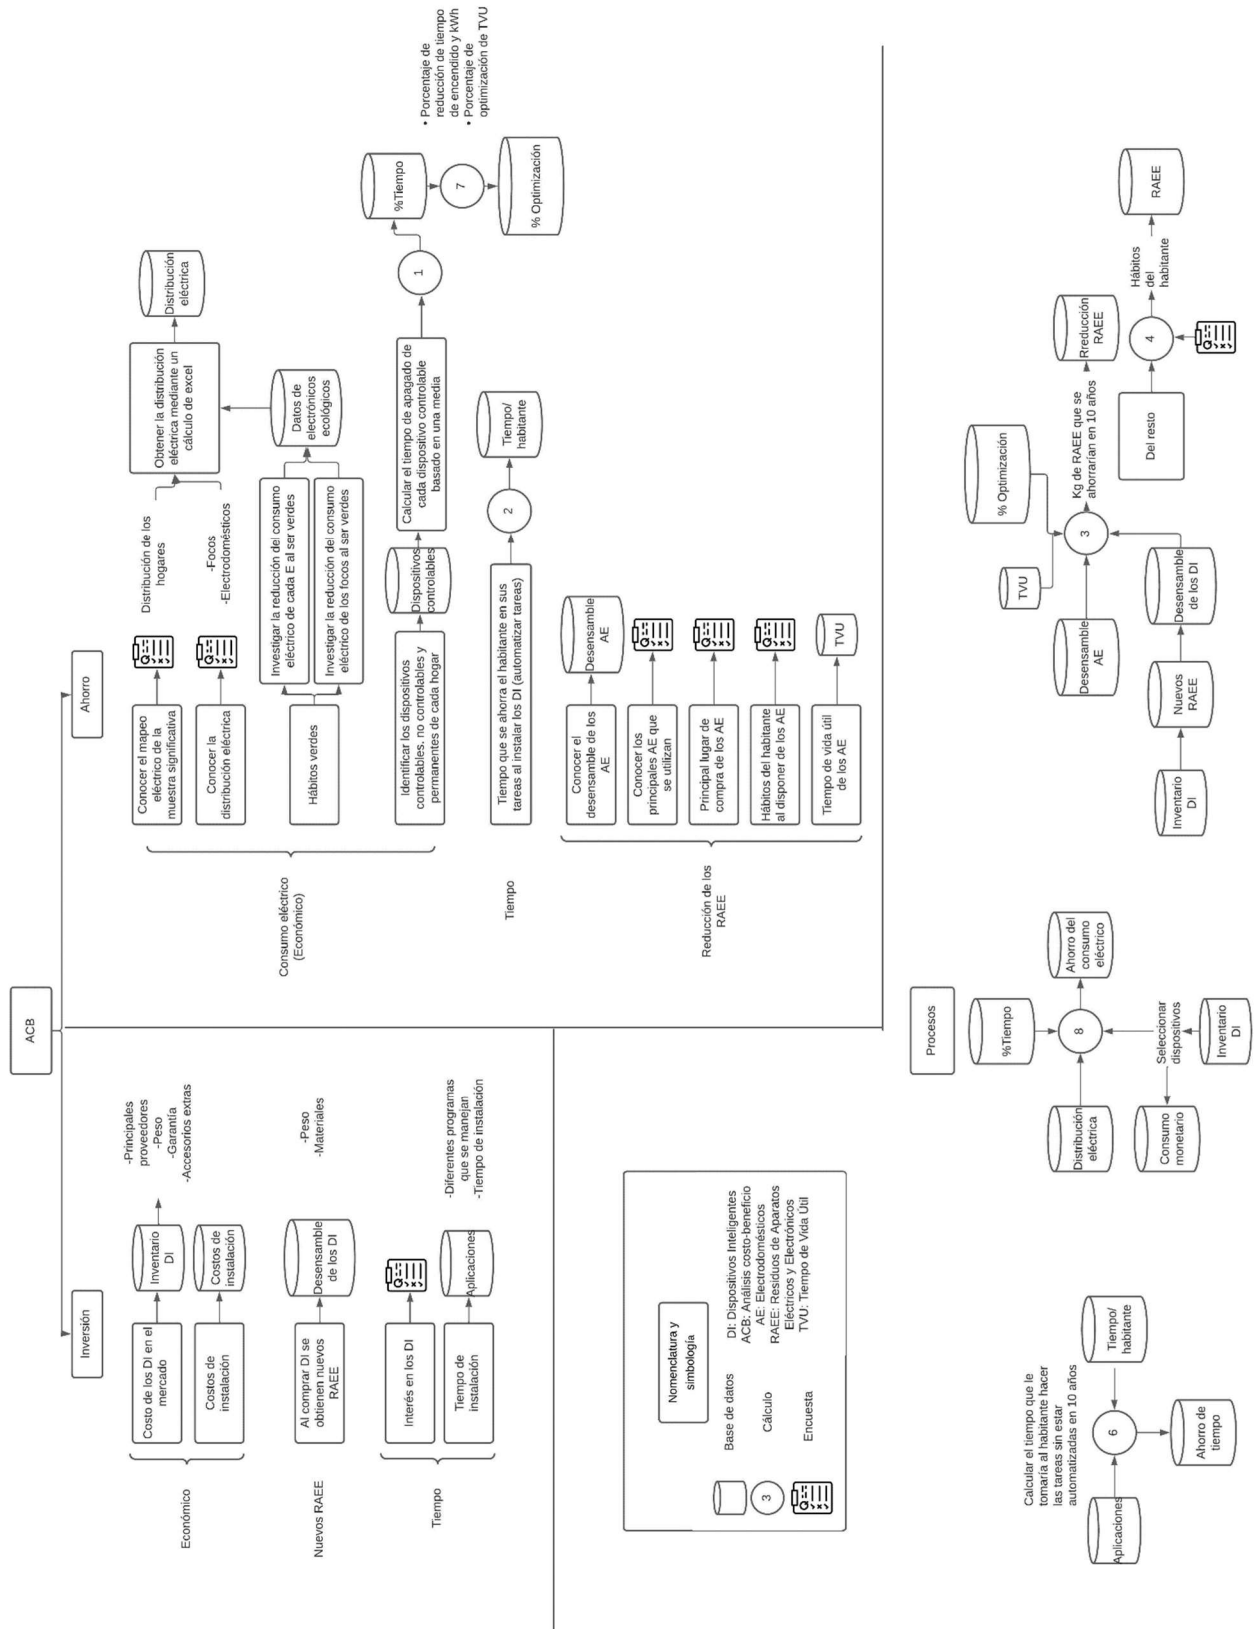 ACB
Inversión
Ahorro
Económico
Costo de los DI en el
mercado
Inventario
DI
-Principales
proveedores
-Peso
-Garantía
-Accesorios extras
Costos de
instalación
Costos de
instalación
Nuevos RAEE
Al comprar DI se
obtienen nuevos
RAEE
Desensamble
de los DI
-Peso
-Materiales
Tiempo
Interés en los DI
Tiempo de
instalación
Aplicaciones
-Diferentes programas
que se manejan
-Tiempo de instalación
Consumo eléctrico
(Económico)
Conocer el mapeo
eléctrico de la
muestra significativa
Distribución de los
hogares
Conocer la
distribución eléctrica
-Focos
-Electrodomésticos
Obtener la distribución
eléctrica mediante un
cálculo de excel
Distribución
eléctrica
Hábitos verdes
Investigar la reducción del consumo
eléctrico de cada E al ser verdes
Investigar la reducción del consumo
eléctrico de los focos al ser verdes
Datos de
electrónicos
ecológicos
Identificar los dispositivos
controlables, no controlables y
permanentes de cada hogar
Dispositivos
controlables
Calcular el tiempo de apagado de
cada dispositivo controlable
basado en una media
1
%Tiempo
7
% Optimización
• Porcentaje de
reducción de tiempo
de encendido y kWh
• Porcentaje de
optimización de TVU
Tiempo
Tiempo que se ahorra el habitante en sus
tareas al instalar los DI (automatizar tareas)
2
Tiempo/
habitante
Reducción de los
RAEE
Conocer el
desensamble de los
AE
Desensamble
AE
Conocer los
principales AE que
se utilizan
Principal lugar de
compra de los AE
Hábitos del habitante
al disponer de los AE
Tiempo de vida útil
de los AE
TVU
Nomenclatura y
simbología
Base de datos
3
Cálculo
Encuesta
DI: Dispositivos Inteligentes
ACB: Análisis costo-beneficio
AE: Electrodomésticos
RAEE: Residuos de Aparatos
Eléctricos y Electrónicos
TVU: Tiempo de Vida Útil
Procesos
Calcular el tiempo que le
tomaría al habitante hacer
las tareas sin estar
automatizadas en 10 años
Aplicaciones
6
Tiempo/
habitante
Ahorro de
tiempo
%Tiempo
Distribución
eléctrica
8
Ahorro del
consumo
eléctrico
Seleccionar
dispositivos
Consumo
monetario
Inventario
DI
% Optimización
TVU
Desensamble
AE
3
Kg de RAEE que se
ahorrarían en 10 años
Rreducción
RAEE
Inventario
DI
Nuevos
RAEE
Desensamble
de los DI
Del resto
4
Hábitos
del
habitante
RAEE